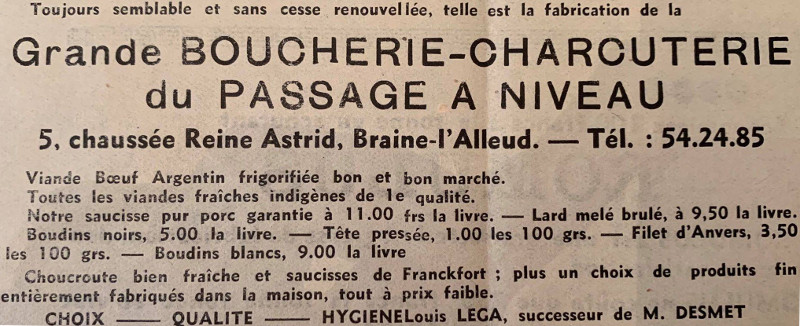 Toujours semblable et sans cesse renouvellée, telle est la fabrication de la
Grande BOUCHERIE-CHARCUTERIE
du PASSAGE A NIVEAU
5, chaussée Reine Astrid, Braine-l'Alleud. — Tél. : 54.24.85
Viande Bœuf Argentin frigorifiée bon et bon marché.
Toutes les viandes fraîches indigènes de 1e qualité.
Notre saucisse pur porc garantie à 11.00 frs la livre. — Lard melé brulé, à 9,50 la livre.
Boudins noirs, 5.00 la livre. — Tête pressée, 1.00 les 100 grs. — Filet d'Anvers, 3,50
les 100 grs. — Boudins blancs, 9.00 la livre
Choucroute bien fraîche et saucisses de Franckfort ; plus un choix de produits fin
entièrement fabriqués dans la maison, tout à prix faible.
CHOIX — QUALITE — HYGIENELouis LEGA, successeur de M. DESMET